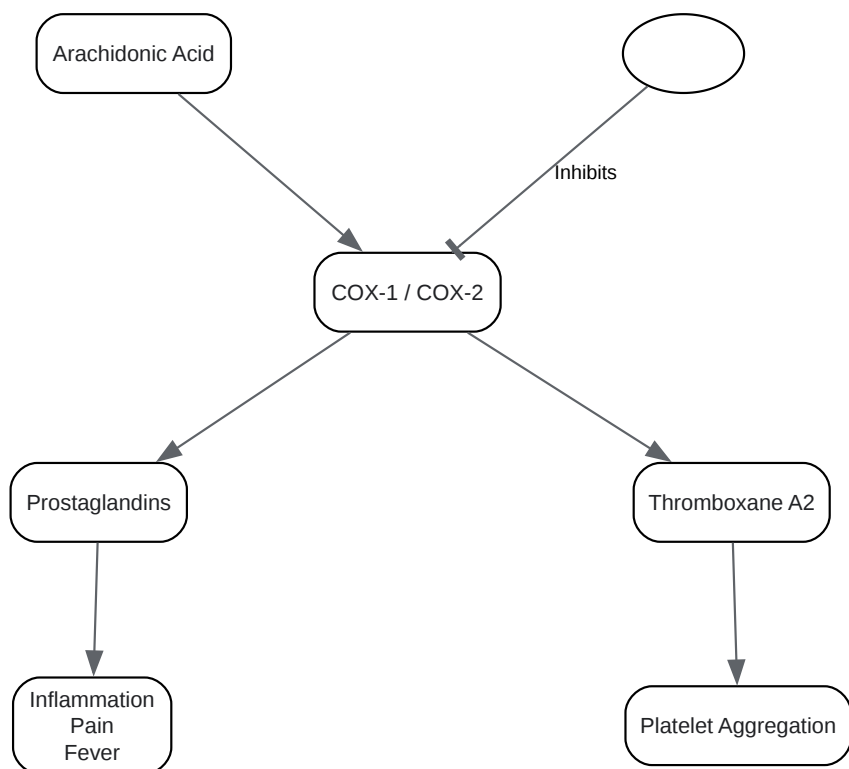 Arachidonic Acid
Inhibits
COX-1 / COX-2
Prostaglandins
Thromboxane A2
Inflammation
Pain
Fever
Platelet Aggregation